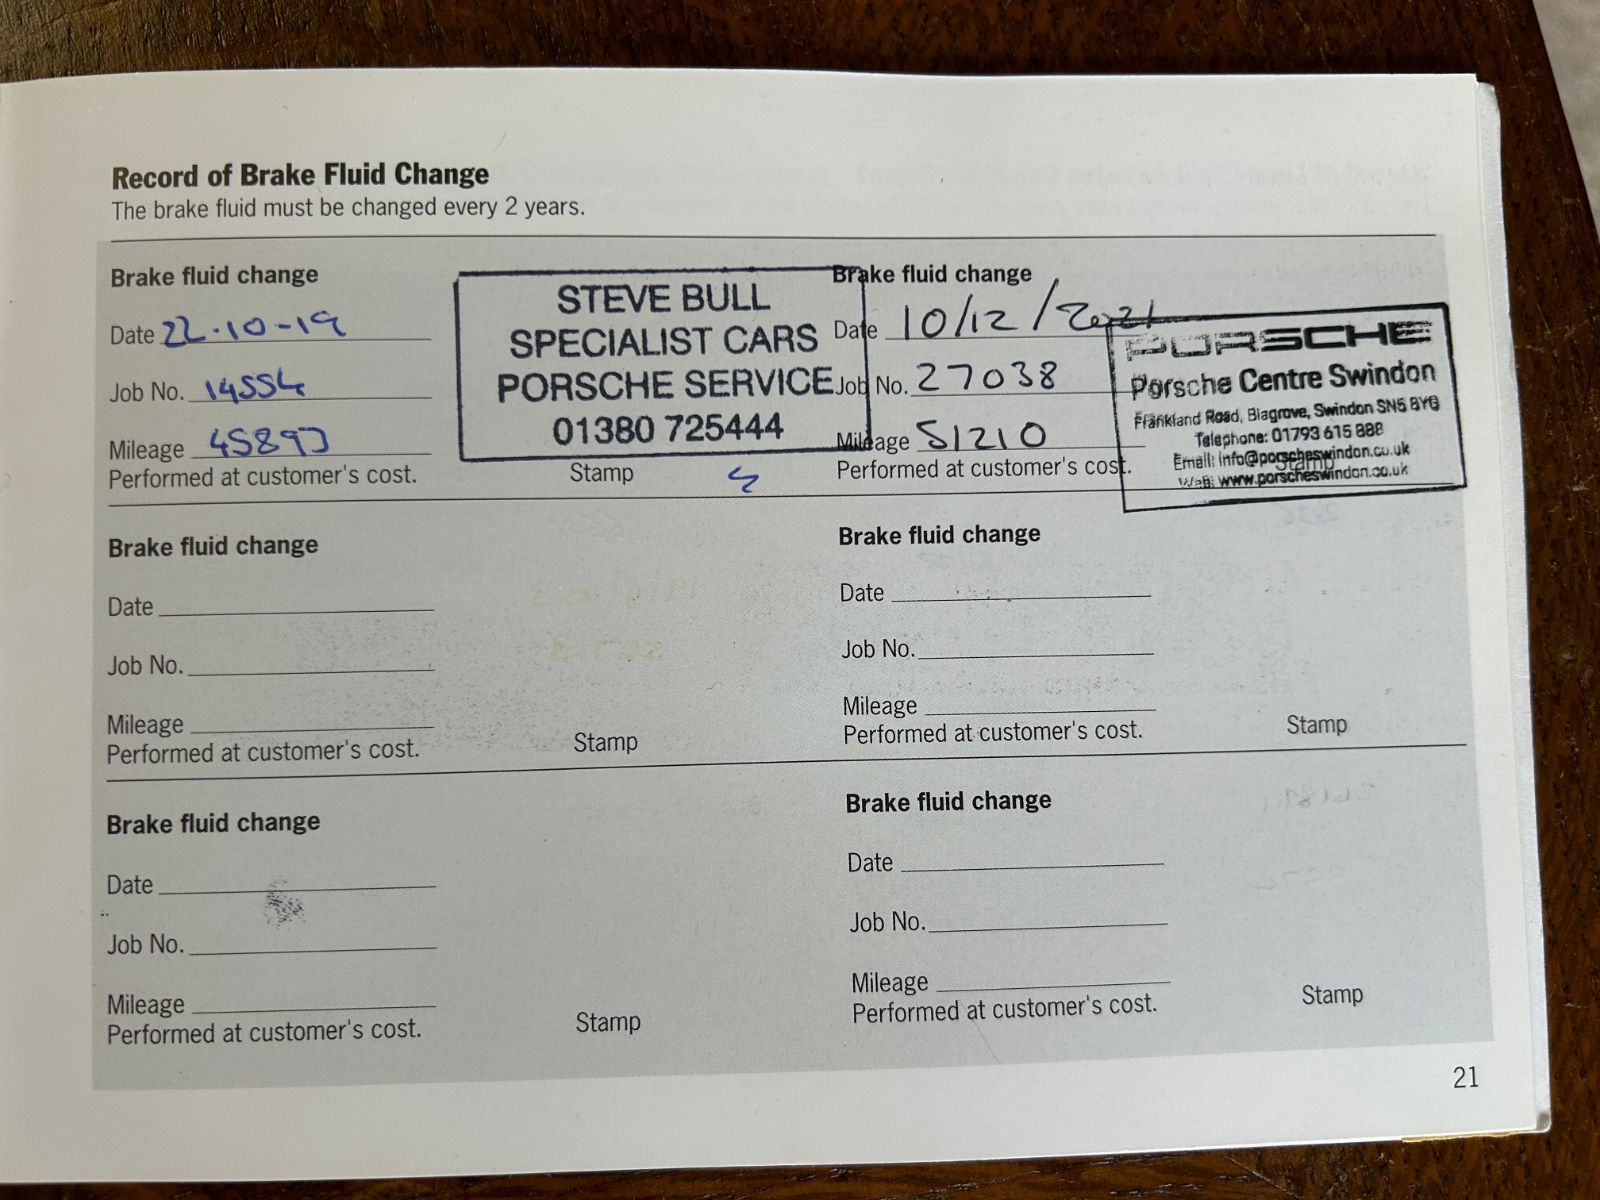 Record of Brake Fluid Change
The brake fluid must be changed every 2 years.
Brake fluid change
Date 22-10-19
Job No. 14554
Mileage 45893
Performed at customer's cost.
STEVE BULL
SPECIALIST CARS
PORSCHE SERVICE
01380 725444
Stamp
Brake fluid change
Date 10/12/2021
Job No. 27038
Mileage 51210
Performed at customer's cost.
PORSCHE
Porsche Centre Swindon
Frankland Road, Blagrove, Swindon SN5 8YG
Telephone: 01793 615 888
Email: info@porscheswindon.co.uk
Stamp
Web: www.porscheswindon.co.uk
Brake fluid change
Date
Job No.
Mileage
Performed at customer's cost.
Stamp
Brake fluid change
Date
Job No.
Mileage
Performed at customer's cost.
Stamp
Brake fluid change
Date
Job No.
Mileage
Performed at customer's cost.
Stamp
Brake fluid change
Date
Job No.
Mileage
Performed at customer's cost.
Stamp
21